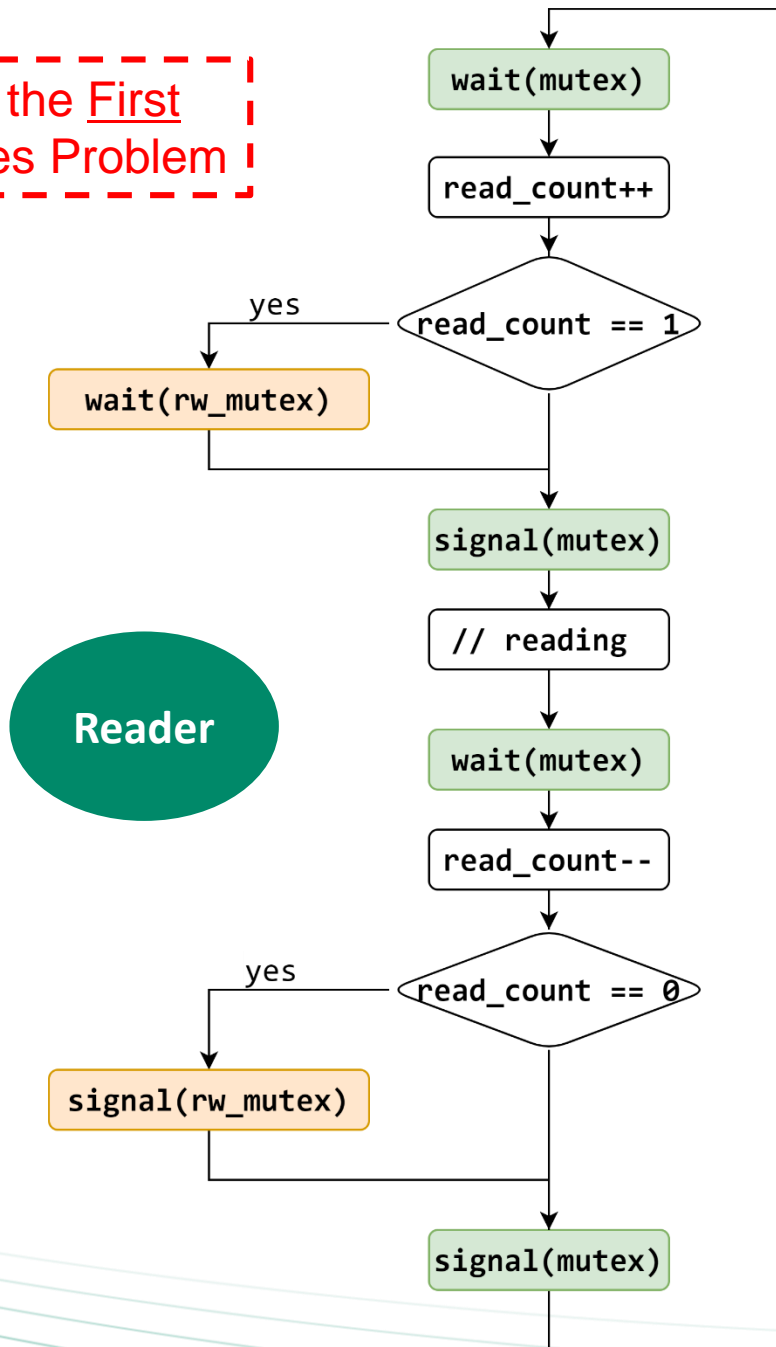 the First
es Problem
wait(mutex)
read_count++
read_count == 1
yes
wait(rw_mutex)
signal(mutex)
// reading
Reader
wait(mutex)
read_count--
read_count == 0
yes
signal(rw_mutex)
signal(mutex)